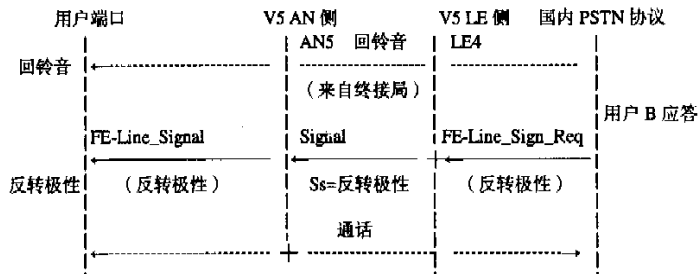 用户端口 V5 AN 侧 V5 LE 侧 国内 PSTN 协议
AN5 回铃音 LE4
回铃音
（来自终接局）
用户 B 应答
FE-Line_Signal Signal FE-Line_Sign_Req
反转极性 （反转极性） Ss=反转极性 （反转极性）
通话